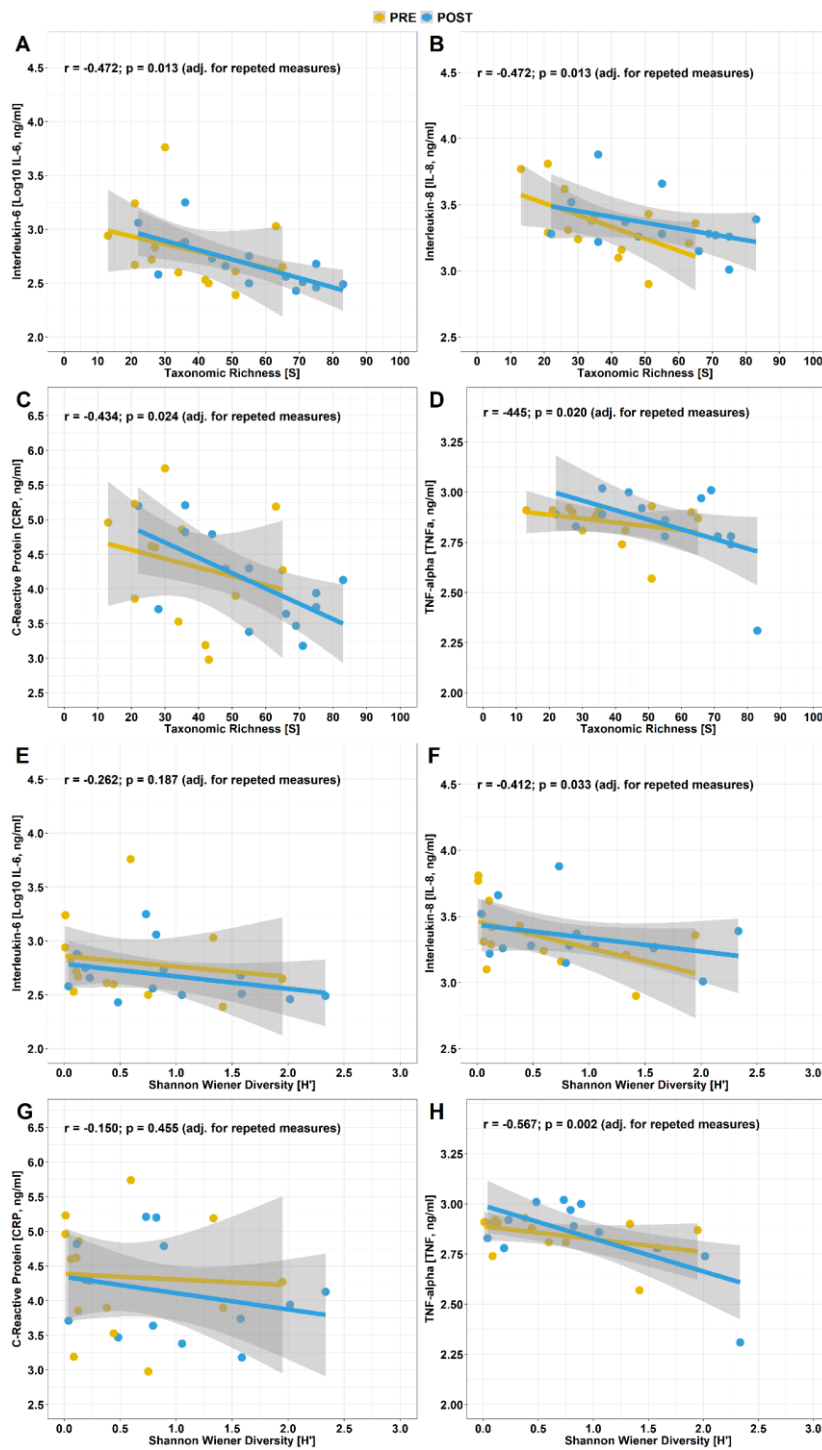 PRE POST
A
r = -0.472; p = 0.013 (adj. for repeted measures)
Interleukin-6 [Log10 IL-6, ng/ml]
4.5
4.0
3.5
3.0
2.5
2.0
0 10 20 30 40 50 60 70 80 90 100
Taxonomic Richness [S]
B
r = -0.472; p = 0.013 (adj. for repeted measures)
Interleukin-8 [IL-8, ng/ml]
4.5
4.0
3.5
3.0
2.5
0 10 20 30 40 50 60 70 80 90 100
Taxonomic Richness [S]
C
r = -0.434; p = 0.024 (adj. for repeted measures)
C-Reactive Protein [CRP, ng/ml]
6.5
6.0
5.5
5.0
4.5
4.0
3.5
3.0
2.5
0 10 20 30 40 50 60 70 80 90 100
Taxonomic Richness [S]
D
r = -445; p = 0.020 (adj. for repeted measures)
TNF-alpha [TNFa, ng/ml]
3.25
3.00
2.75
2.50
2.25
2.00
0 10 20 30 40 50 60 70 80 90 100
Taxonomic Richness [S]
E
r = -0.262; p = 0.187 (adj. for repeted measures)
Interleukin-6 [Log10 IL-6, ng/ml]
4.5
4.0
3.5
3.0
2.5
2.0
0.0 0.5 1.0 1.5 2.0 2.5 3.0
Shannon Wiener Diversity [H']
F
r = -0.412; p = 0.033 (adj. for repeted measures)
Interleukin-8 [IL-8, ng/ml]
4.5
4.0
3.5
3.0
2.5
0.0 0.5 1.0 1.5 2.0 2.5 3.0
Shannon Wiener Diversity [H']
G
r = -0.150; p = 0.455 (adj. for repeted measures)
C-Reactive Protein [CRP, ng/ml]
6.5
6.0
5.5
5.0
4.5
4.0
3.5
3.0
2.5
0.0 0.5 1.0 1.5 2.0 2.5 3.0
Shannon Wiener Diversity [H']
H
r = -0.567; p = 0.002 (adj. for repeted measures)
TNF-alpha [TNF, ng/ml]
3.25
3.00
2.75
2.50
2.25
2.00
0.0 0.5 1.0 1.5 2.0 2.5 3.0
Shannon Wiener Diversity [H']